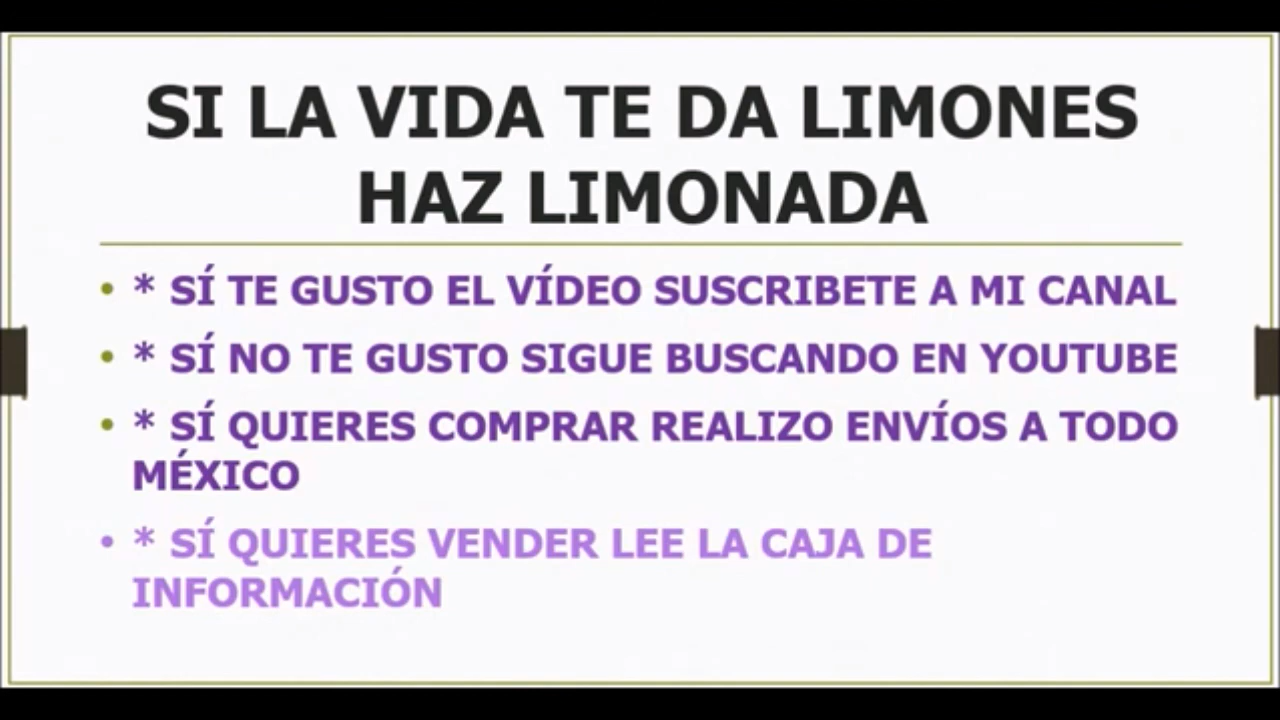 SI LA VIDA TE DA LIMONES
HAZ LIMONADA
• * SÍ TE GUSTO EL VÍDEO SUSCRIBETE A MI CANAL
• * SÍ NO TE GUSTO SIGUE BUSCANDO EN YOUTUBE
• * SÍ QUIERES COMPRAR REALIZO ENVÍOS A TODO
MÉXICO
• * SÍ QUIERES VENDER LEE LA CAJA DE
INFORMACIÓN